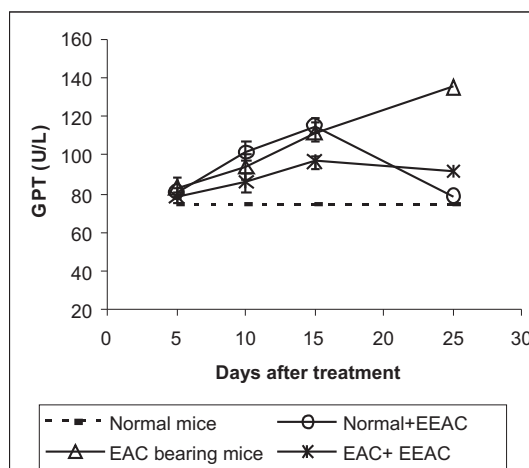 160
140
120
100
80
60
40
20
GPT (U/L)
0 5 10 15 20 25 30
Days after treatment
Normal mice Normal+EEAC
EAC bearing mice EAC+ EEAC